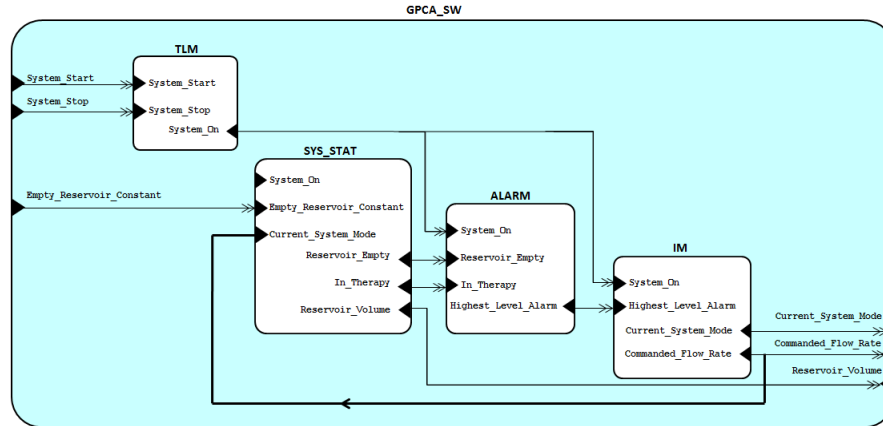 GPCA_SW
TLM
System_Start
System_Start
System_Stop
System_Stop
System_On
SYS_STAT
System_On
Empty_Reservoir_Constant
Empty_Reservoir_Constant
Current_System_Mode
Reservoir_Empty
In_Therapy
Reservoir_Volume
ALARM
System_On
Reservoir_Empty
In_Therapy
Highest_Level_Alarm
IM
System_On
Highest_Level_Alarm
Current_System_Mode
Commanded_Flow_Rate
Current_System_Mode
Commanded_Flow_Rate
Reservoir_Volume